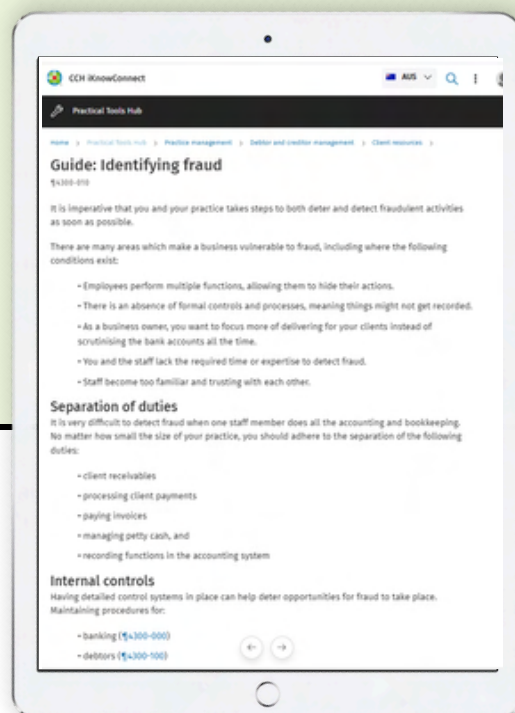 CCH iKnowConnect
AUS
Practical Tools Hub
Home > Practical Tools Hub > Practice management > Debtor and creditor management > Client resources >
Guide: Identifying fraud
¶4300-010
It is imperative that you and your practice takes steps to both deter and detect fraudulent activities
as soon as possible.
There are many areas which make a business vulnerable to fraud, including where the following
conditions exist:
- Employees perform multiple functions, allowing them to hide their actions.
- There is an absence of formal controls and processes, meaning things might not get recorded.
- As a business owner, you want to focus more of delivering for your clients instead of
scrutinising the bank accounts all the time.
- You and the staff lack the required time or expertise to detect fraud.
- Staff become too familiar and trusting with each other.
Separation of duties
It is very difficult to detect fraud when one staff member does all the accounting and bookkeeping.
No matter how small the size of your practice, you should adhere to the separation of the following
duties:
- client receivables
- processing client payments
- paying invoices
- managing petty cash, and
- recording functions in the accounting system
Internal controls
Having detailed control systems in place can help deter opportunities for fraud to take place.
Maintaining procedures for:
- banking (¶4300-000)
- debtors (¶4300-100)